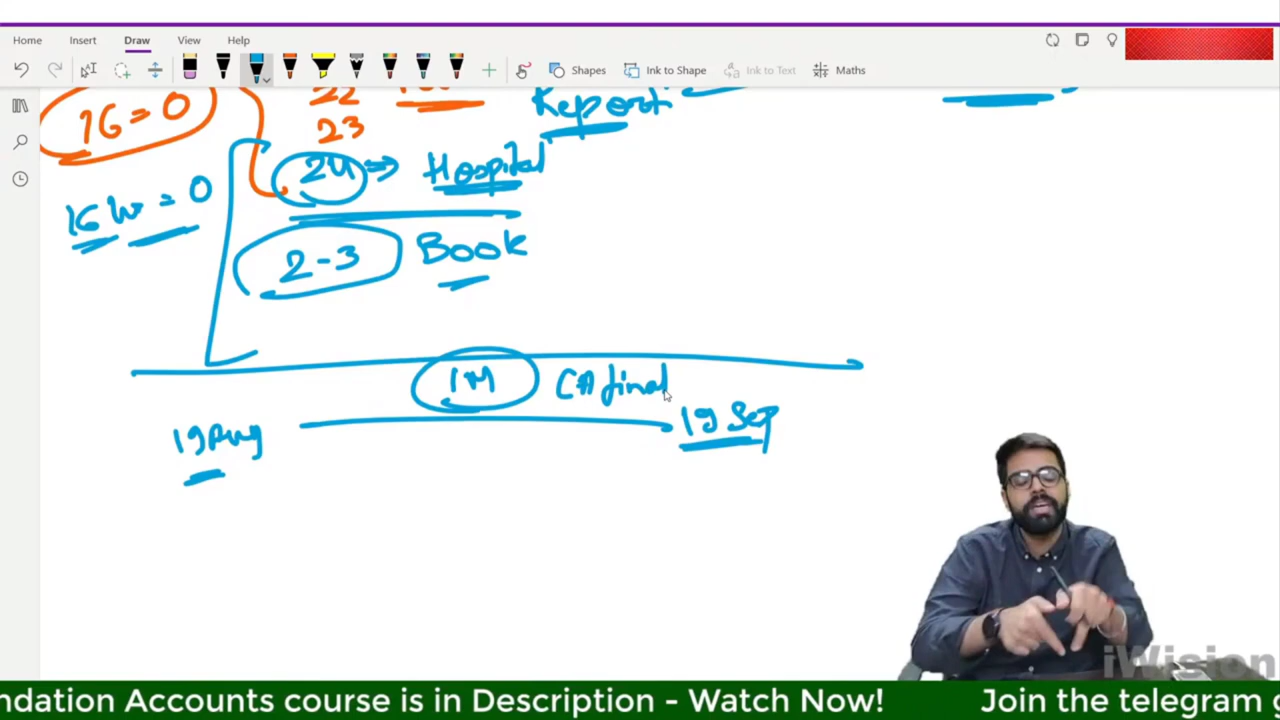 Home Insert Draw View Help
Shapes Ink to Shape Ink to Text Maths
16 = 0
22
23
Report
24 ⇒ Hospital
16 w = 0
2-3 Book
1M CA final
19 Aug
19 Sep
iWision
ndation Accounts course is in Description - Watch Now! Join the telegram g